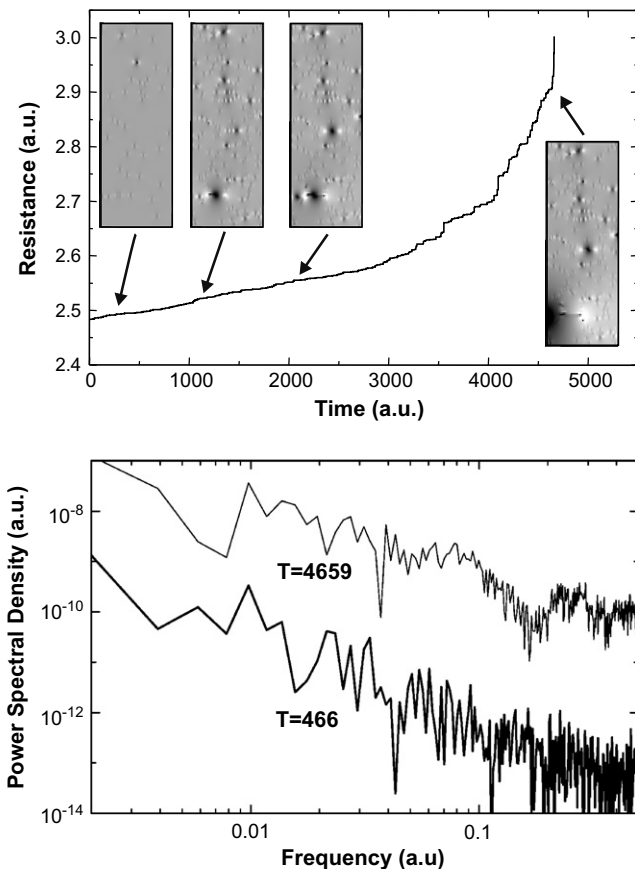 3.0
2.9
2.8
2.7
2.6
2.5
2.4
Resistance (a.u.)
0 1000 2000 3000 4000 5000
Time (a.u.)
10⁻⁸
10⁻¹⁰
10⁻¹²
10⁻¹⁴
Power Spectral Density (a.u.)
T=4659
T=466
0.01 0.1
Frequency (a.u)